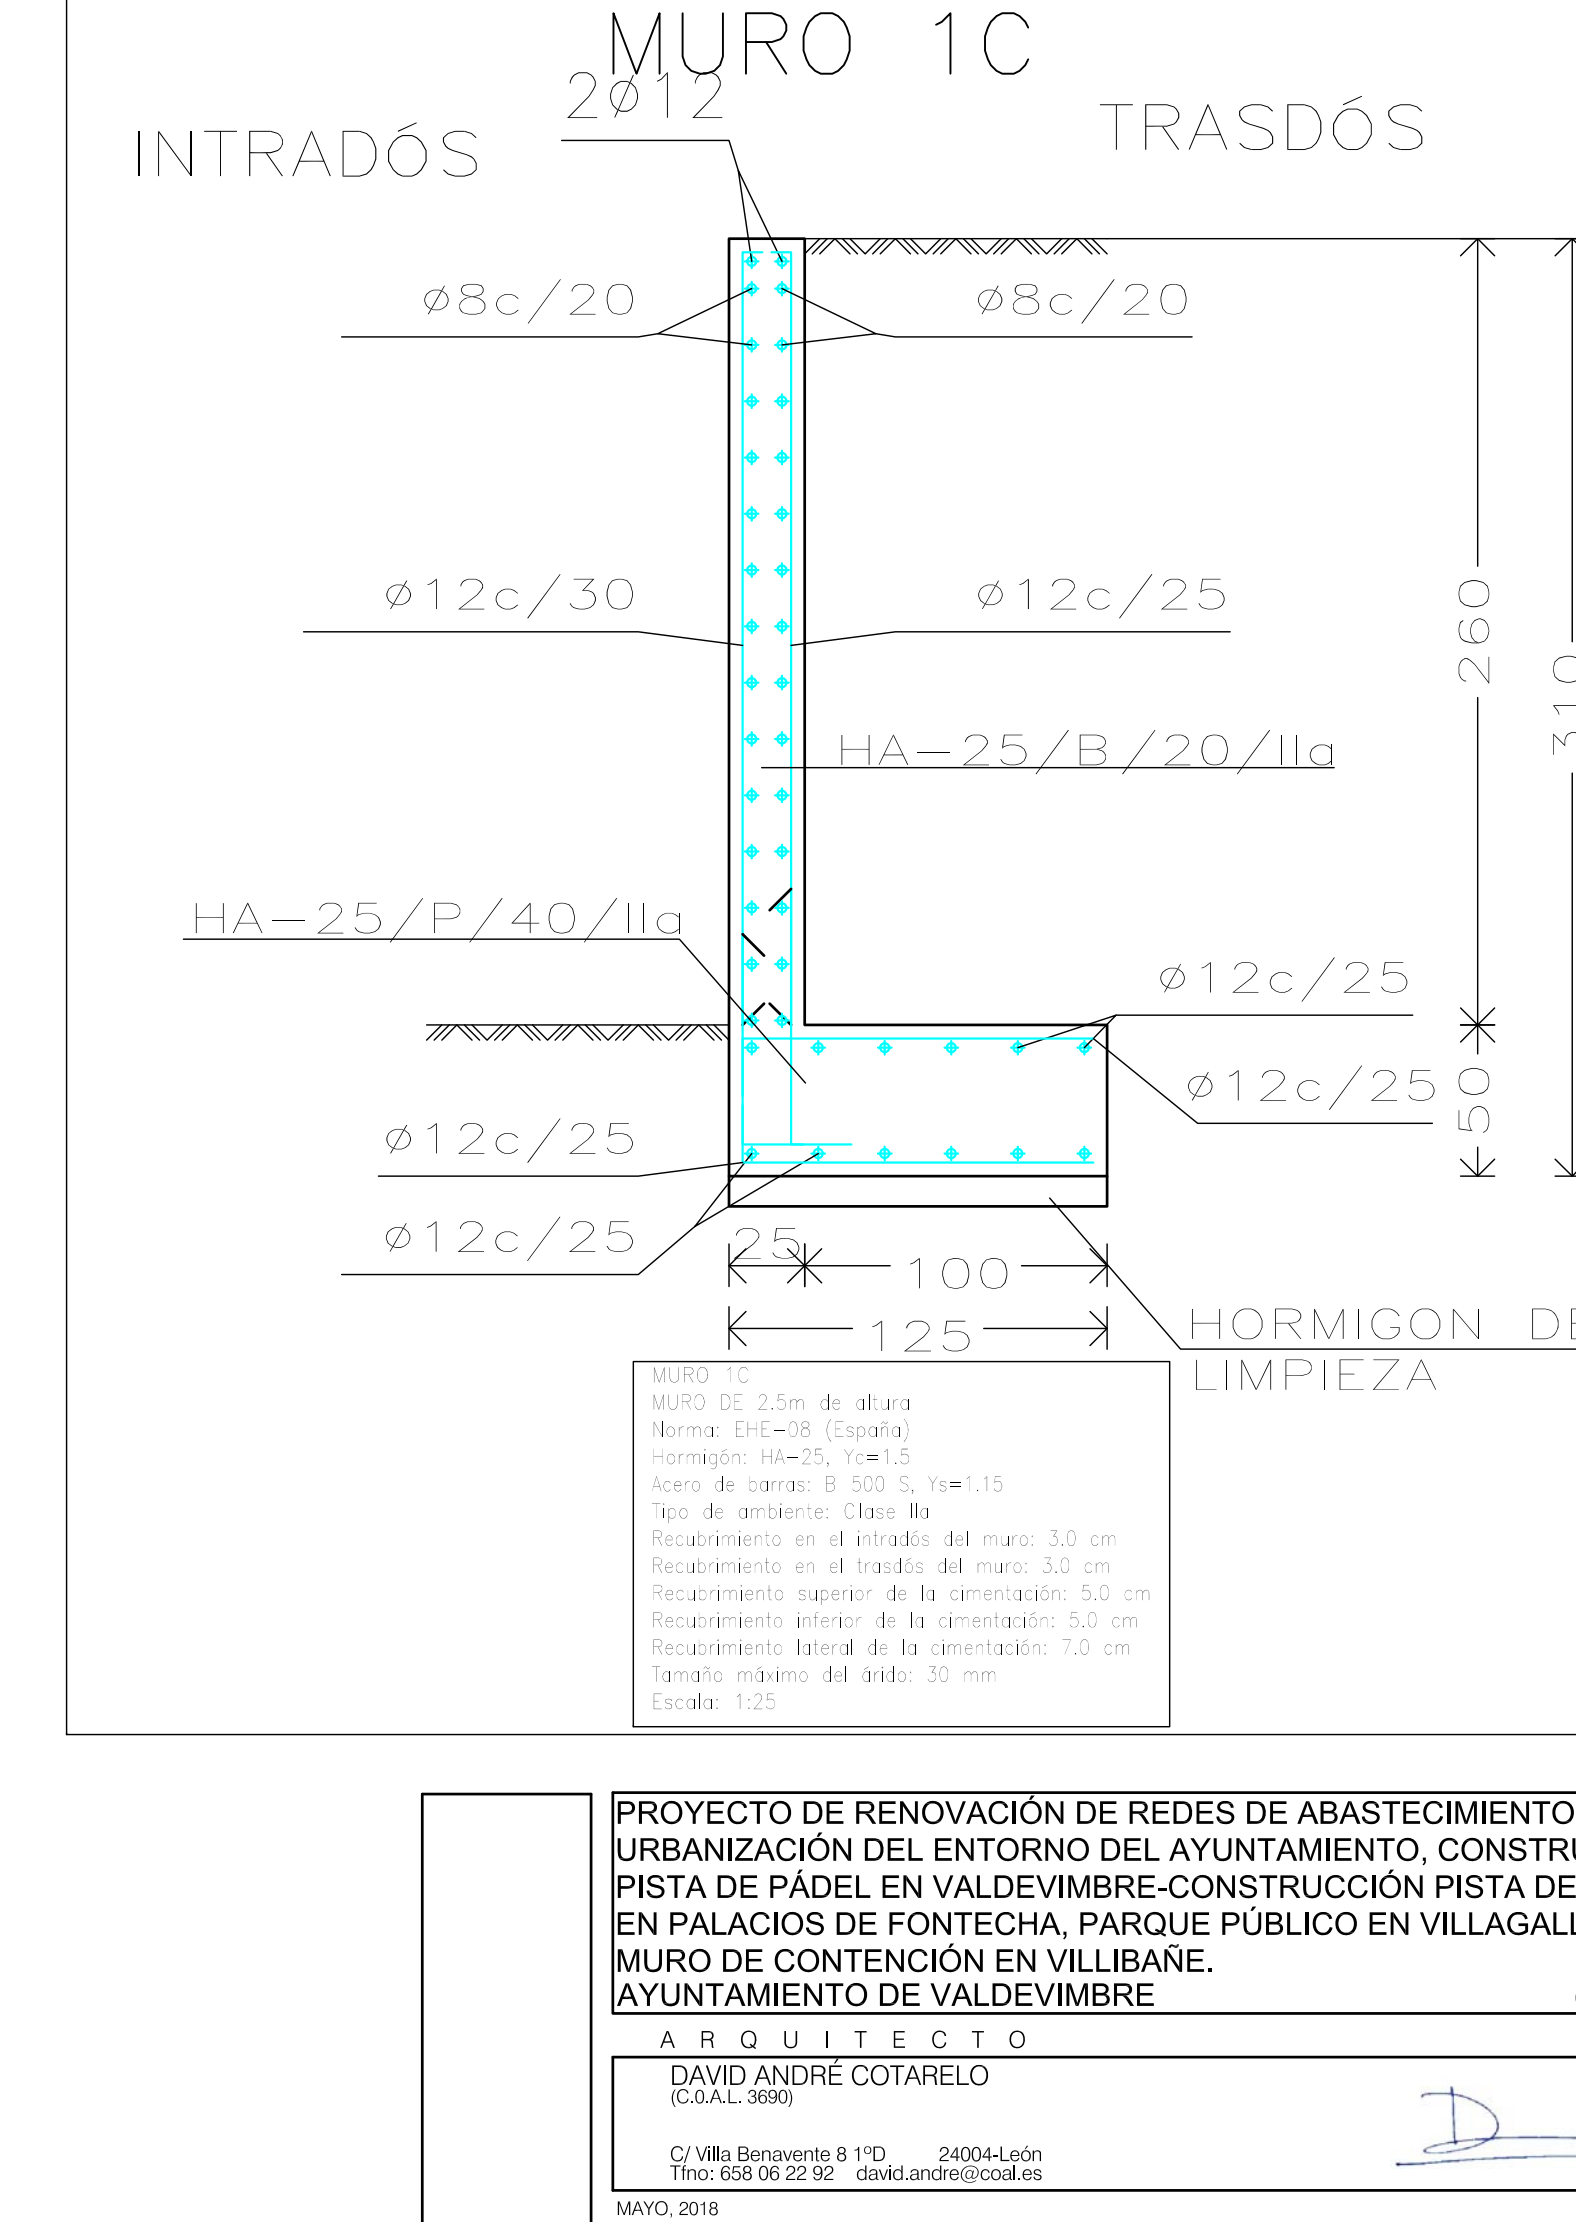 MURO 1C
2ø12
INTRADÓS
TRASDÓS
ø8c/20
ø8c/20
ø12c/30
ø12c/25
260
310
HA-25/B/20/IIa
HA-25/P/40/IIa
ø12c/25
ø12c/25
50
ø12c/25
ø12c/25
25
100
125
HORMIGON DE
LIMPIEZA
MURO 1C
MURO DE 2.5m de altura
Norma: EHE-08 (España)
Hormigón: HA-25, Yc=1.5
Acero de barras: B 500 S, Ys=1.15
Tipo de ambiente: Clase IIa
Recubrimiento en el intradós del muro: 3.0 cm
Recubrimiento en el trasdós del muro: 3.0 cm
Recubrimiento superior de la cimentación: 5.0 cm
Recubrimiento inferior de la cimentación: 5.0 cm
Recubrimiento lateral de la cimentación: 7.0 cm
Tamaño máximo del árido: 30 mm
Escala: 1:25
PROYECTO DE RENOVACIÓN DE REDES DE ABASTECIMIENTO
URBANIZACIÓN DEL ENTORNO DEL AYUNTAMIENTO, CONSTRU
PISTA DE PÁDEL EN VALDEVIMBRE-CONSTRUCCIÓN PISTA DE
EN PALACIOS DE FONTECHA, PARQUE PÚBLICO EN VILLAGALL
MURO DE CONTENCIÓN EN VILLIBAÑE.
AYUNTAMIENTO DE VALDEVIMBRE
ARQUITECTO
DAVID ANDRÉ COTARELO
(C.0.A.L. 3690)
C/ Villa Benavente 8 1ºD 24004-León
Tfno: 658 06 22 92 david.andre@coal.es
MAYO, 2018